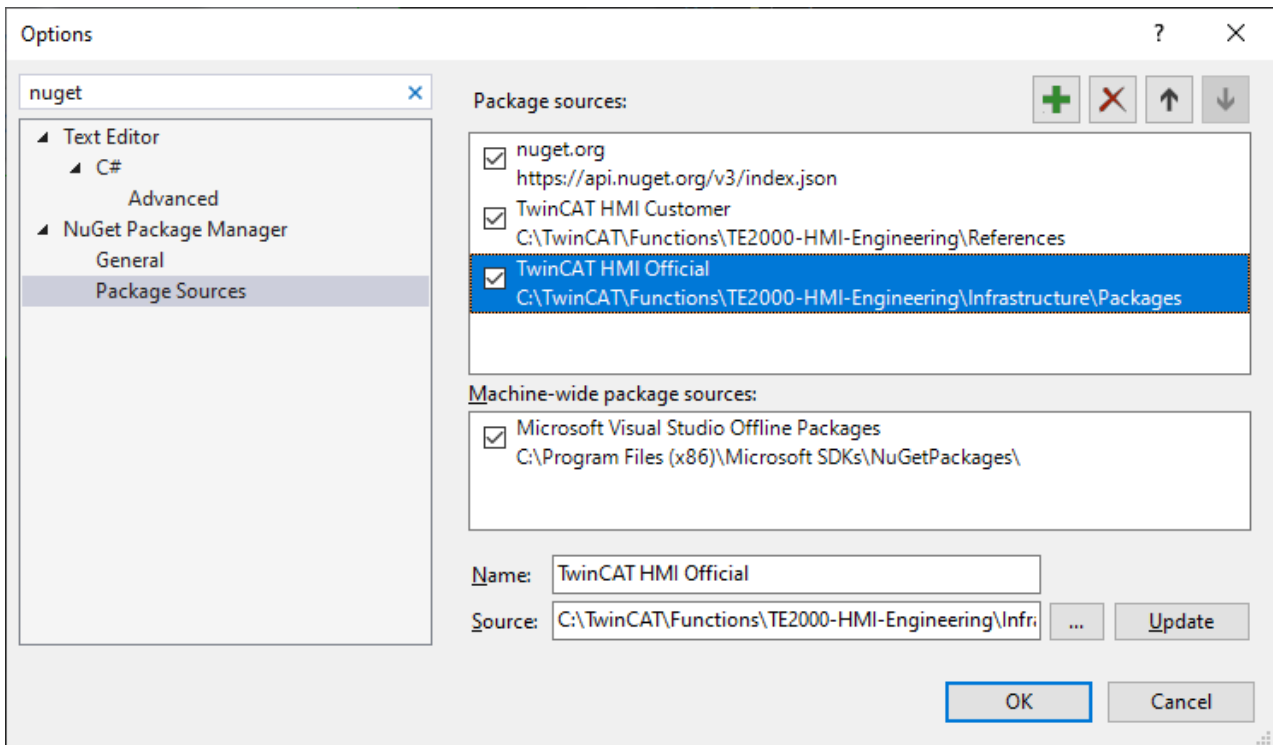 Options
?
nuget
Package sources:
Text Editor
C#
Advanced
NuGet Package Manager
General
Package Sources
nuget.org
https://api.nuget.org/v3/index.json
TwinCAT HMI Customer
C:\TwinCAT\Functions\TE2000-HMI-Engineering\References
TwinCAT HMI Official
C:\TwinCAT\Functions\TE2000-HMI-Engineering\Infrastructure\Packages
Machine-wide package sources:
Microsoft Visual Studio Offline Packages
C:\Program Files (x86)\Microsoft SDKs\NuGetPackages\
Name: TwinCAT HMI Official
Source: C:\TwinCAT\Functions\TE2000-HMI-Engineering\Infra ... Update
OK Cancel